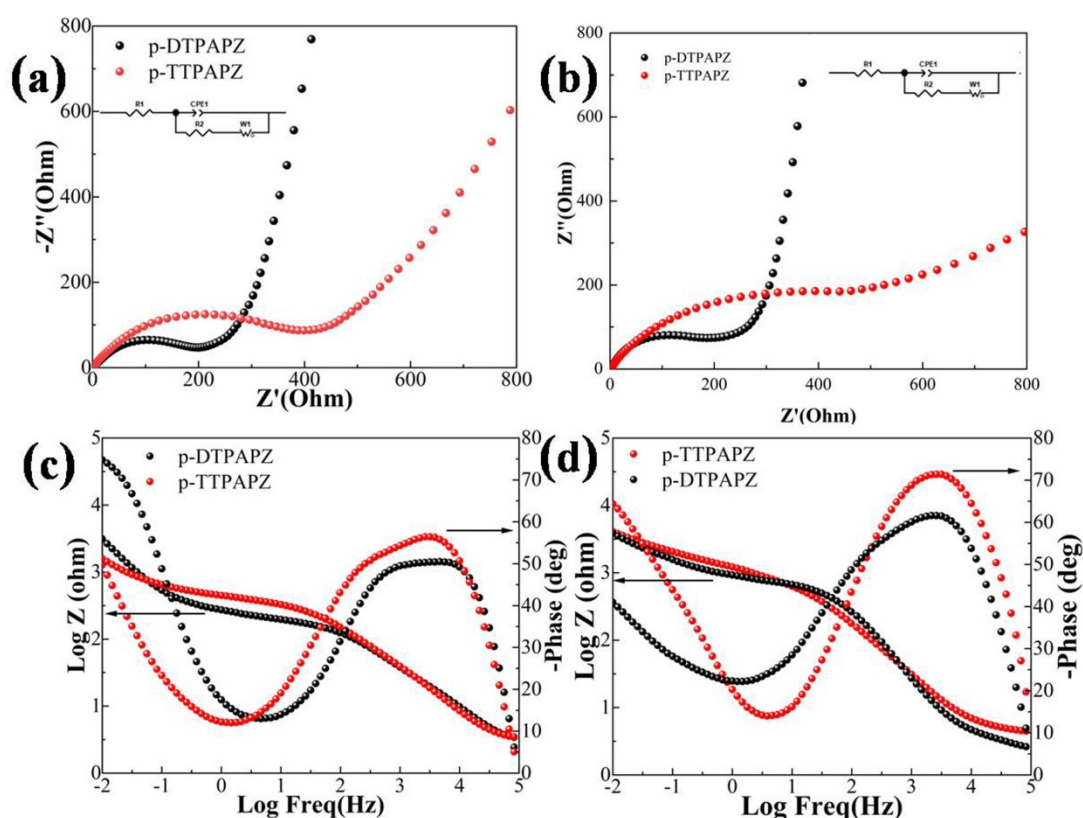 (a)
p-DTPAPZ
p-TTPAPZ
R1 CPE1
R2 W1
800
600
400
200
0
-Z''(Ohm)
0 200 400 600 800
Z'(Ohm)
(b)
p-DTPAPZ
p-TTPAPZ
R1 CPE1
R2 W1
800
600
400
200
0
Z''(Ohm)
0 100 200 300 400 500 600 800
Z'(Ohm)
(c)
p-DTPAPZ
p-TTPAPZ
5
4
3
2
1
0
Log Z (ohm)
80
70
60
50
40
30
20
10
0
-Phase (deg)
-2 -1 0 1 2 3 4 5
Log Freq(Hz)
(d)
p-TTPAPZ
p-DTPAPZ
5
4
3
2
1
0
Log Z (ohm)
80
70
60
50
40
30
20
10
0
-Phase (deg)
-2 -1 0 1 2 3 4 5
Log Freq(Hz)